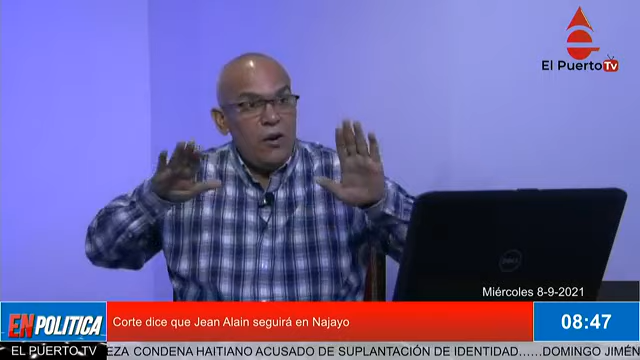 El Puerto Tv
DELL
Miércoles 8-9-2021
EN POLITICA
Corte dice que Jean Alain seguirá en Najayo
08:47
EL PUERTO TV
EZA CONDENA HAITIANO ACUSADO DE SUPLANTACIÓN DE IDENTIDAD......DOMINGO JIMÉN